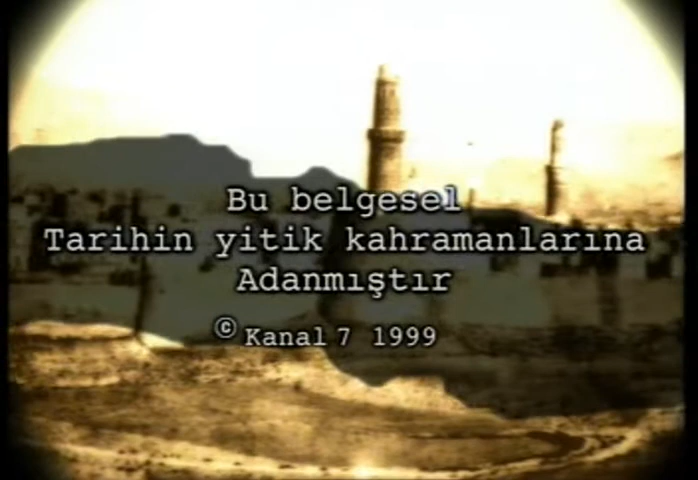 Bu belgesel
Tarihin yitik kahramanlarına
Adanmıştır
© Kanal 7 1999